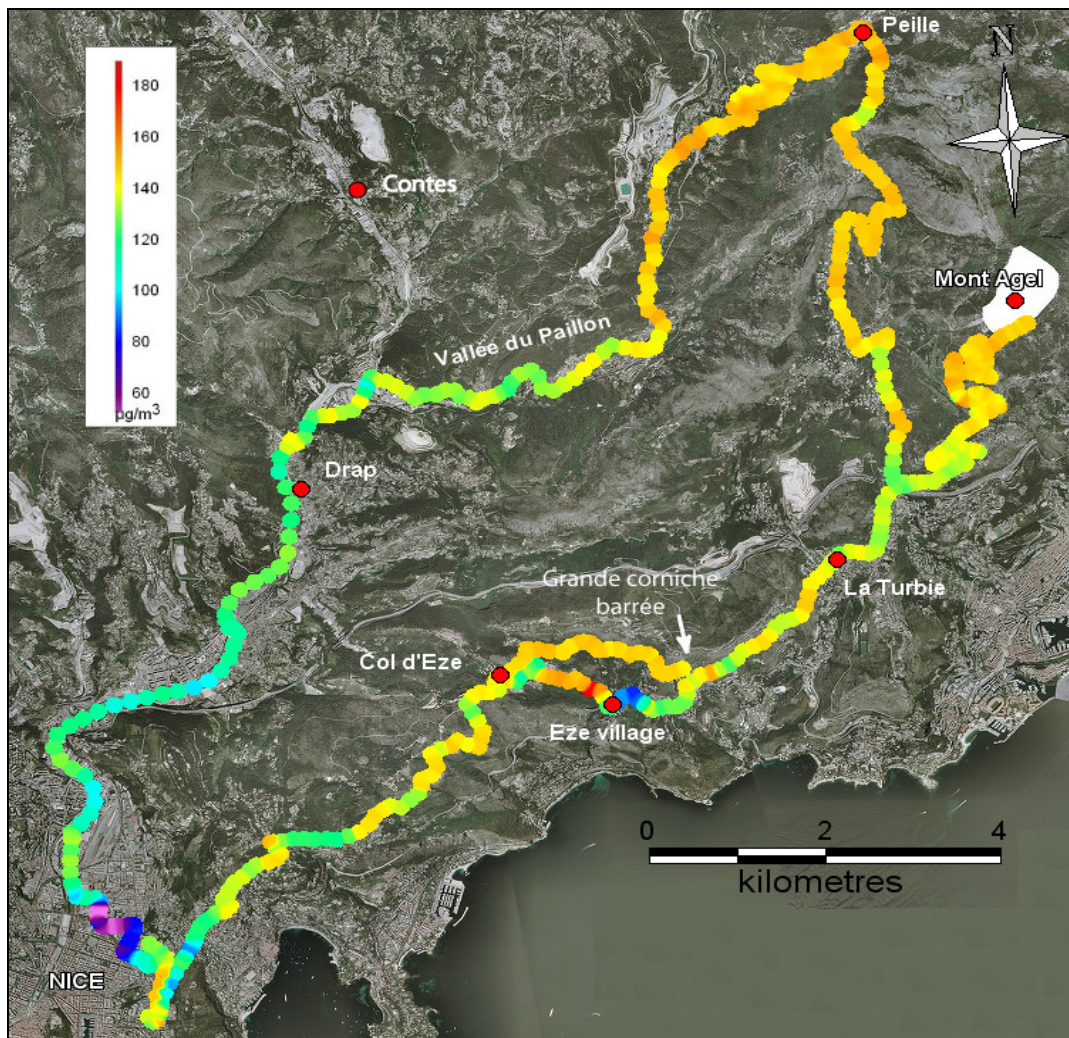 Peille
N
180
160
140
120
100
80
60
µg/m³
Contes
Mont Agel
Vallée du Paillon
Drap
Grande corniche
barrée
La Turbie
Col d'Eze
Eze village
0 2 4
kilometres
NICE